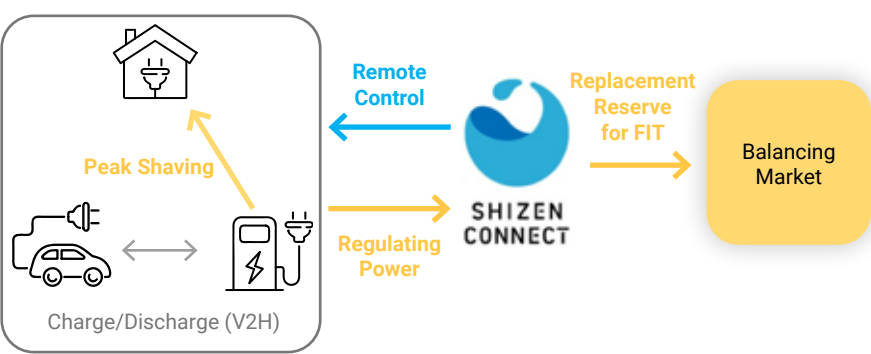 Remote
Control
Replacement
Reserve
for FIT
Balancing
Market
Peak Shaving
SHIZEN
CONNECT
Regulating
Power
Charge/Discharge (V2H)